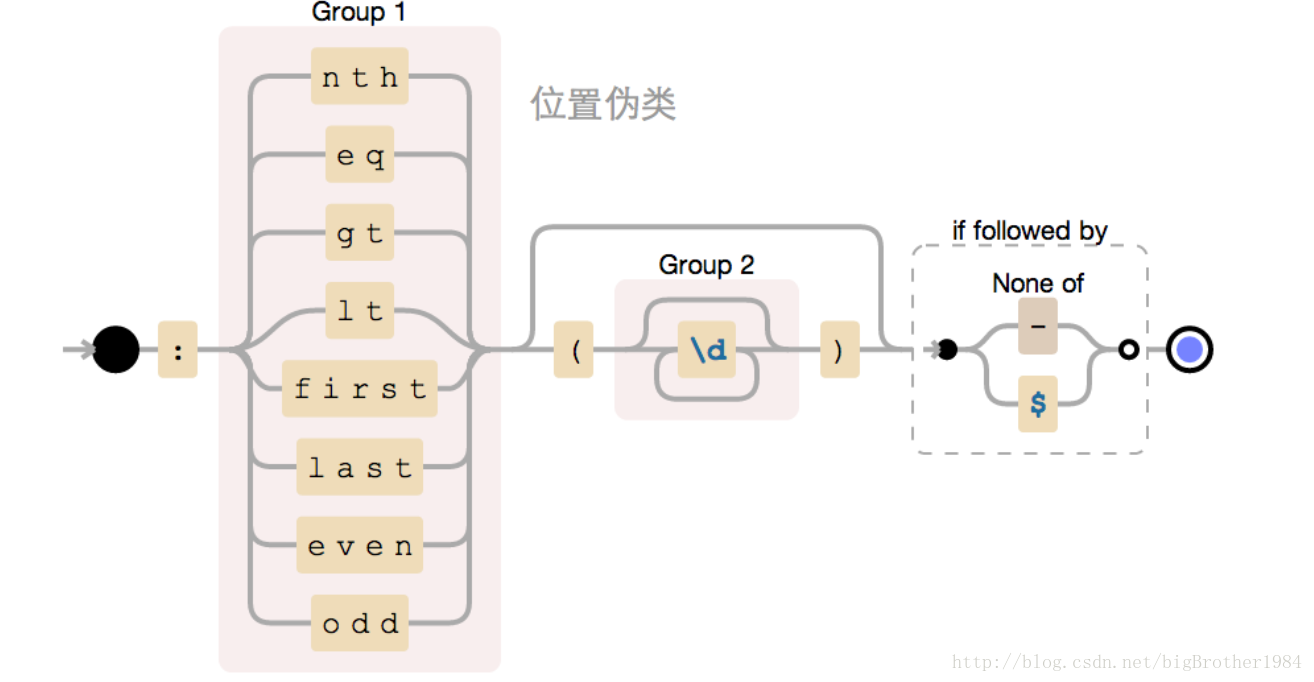 Group 1
nth
位置伪类
eq
gt
if followed by
Group 2
None of
lt
-
:
(
\d
)
first
$
last
even
odd
http://blog.csdn.net/bigBrother1984